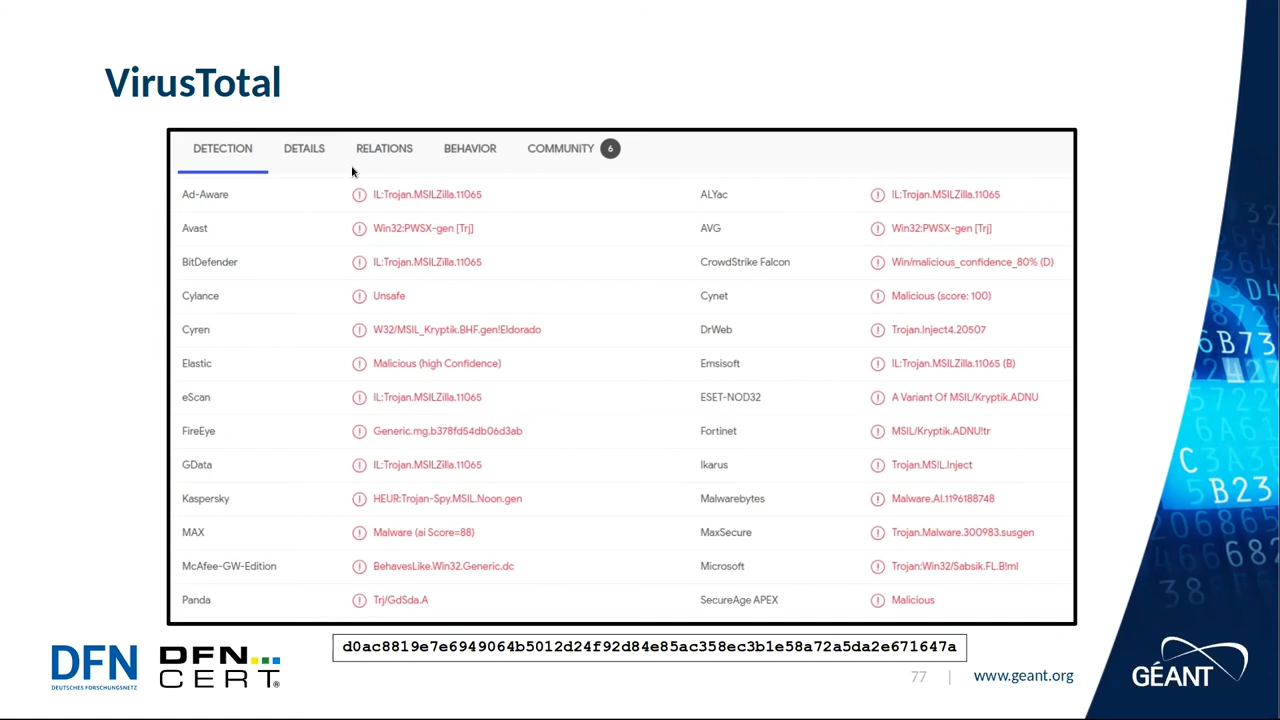 VirusTotal
DETECTION DETAILS RELATIONS BEHAVIOR COMMUNITY 6
Ad-Aware IL:Trojan.MSILZilla.11065 ALYac IL:Trojan.MSILZilla.11065
Avast Win32:PWSX-gen [Trj] AVG Win32:PWSX-gen [Trj]
BitDefender IL:Trojan.MSILZilla.11065 CrowdStrike Falcon Win/malicious_confidence_80% (D)
Cylance Unsafe Cynet Malicious (score: 100)
Cyren W32/MSIL_Kryptik.BHF.gen!Eldorado DrWeb Trojan.Inject4.20507
Elastic Malicious (high Confidence) Emsisoft IL:Trojan.MSILZilla.11065 (B)
eScan IL:Trojan.MSILZilla.11065 ESET-NOD32 A Variant Of MSIL/Kryptik.ADNU
FireEye Generic.mg.b378fd54db06d3ab Fortinet MSIL/Kryptik.ADNU!tr
GData IL:Trojan.MSILZilla.11065 Ikarus Trojan.MSIL.Inject
Kaspersky HEUR:Trojan-Spy.MSIL.Noon.gen Malwarebytes Malware.AI.1196188748
MAX Malware (ai Score=88) MaxSecure Trojan.Malware.300983.susgen
McAfee-GW-Edition BehavesLike.Win32.Generic.dc Microsoft Trojan:Win32/Sabsik.FL.B!ml
Panda Trj/GdSda.A SecureAge APEX Malicious
d0ac8819e7e6949064b5012d24f92d84e85ac358ec3b1e58a72a5da2e671647a
DFN
DEUTSCHES FORSCHUNGSNETZ
DFN
CERT
77 | www.geant.org
GÉANT
B73
C
B23